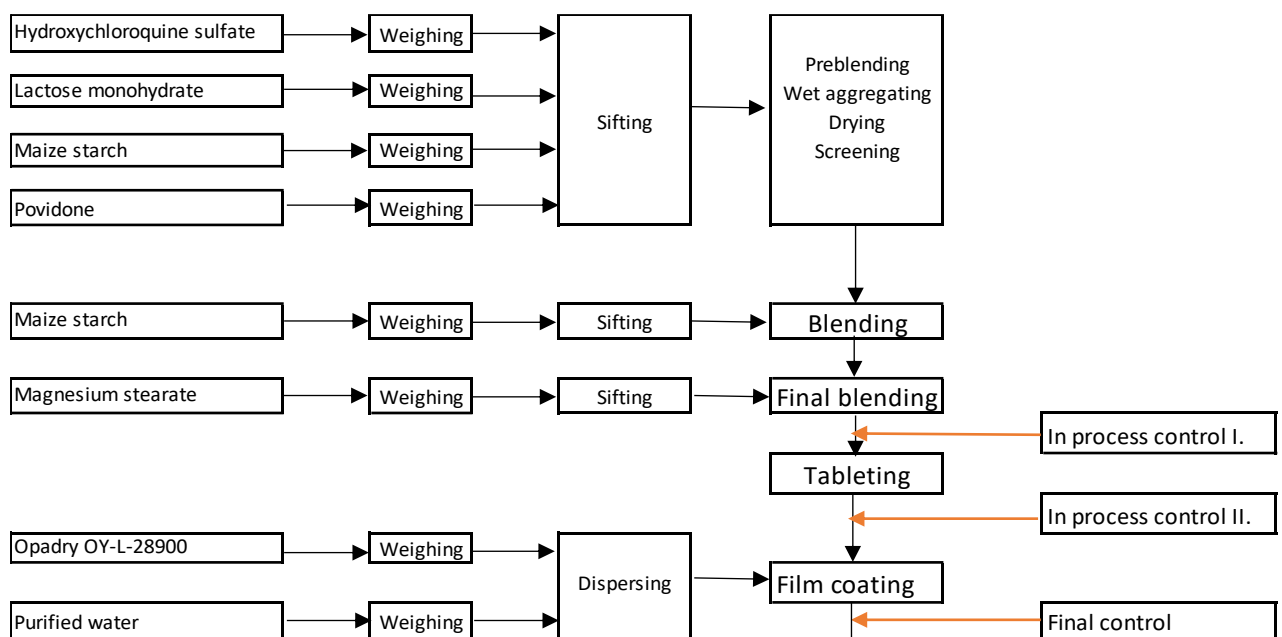 Hydroxychloroquine sulfate
Weighing
Lactose monohydrate
Weighing
Maize starch
Weighing
Povidone
Weighing
Sifting
Preblending
Wet aggregating
Drying
Screening
Maize starch
Weighing
Sifting
Blending
Magnesium stearate
Weighing
Sifting
Final blending
In process control I.
Tableting
In process control II.
Opadry OY-L-28900
Weighing
Purified water
Weighing
Dispersing
Film coating
Final control